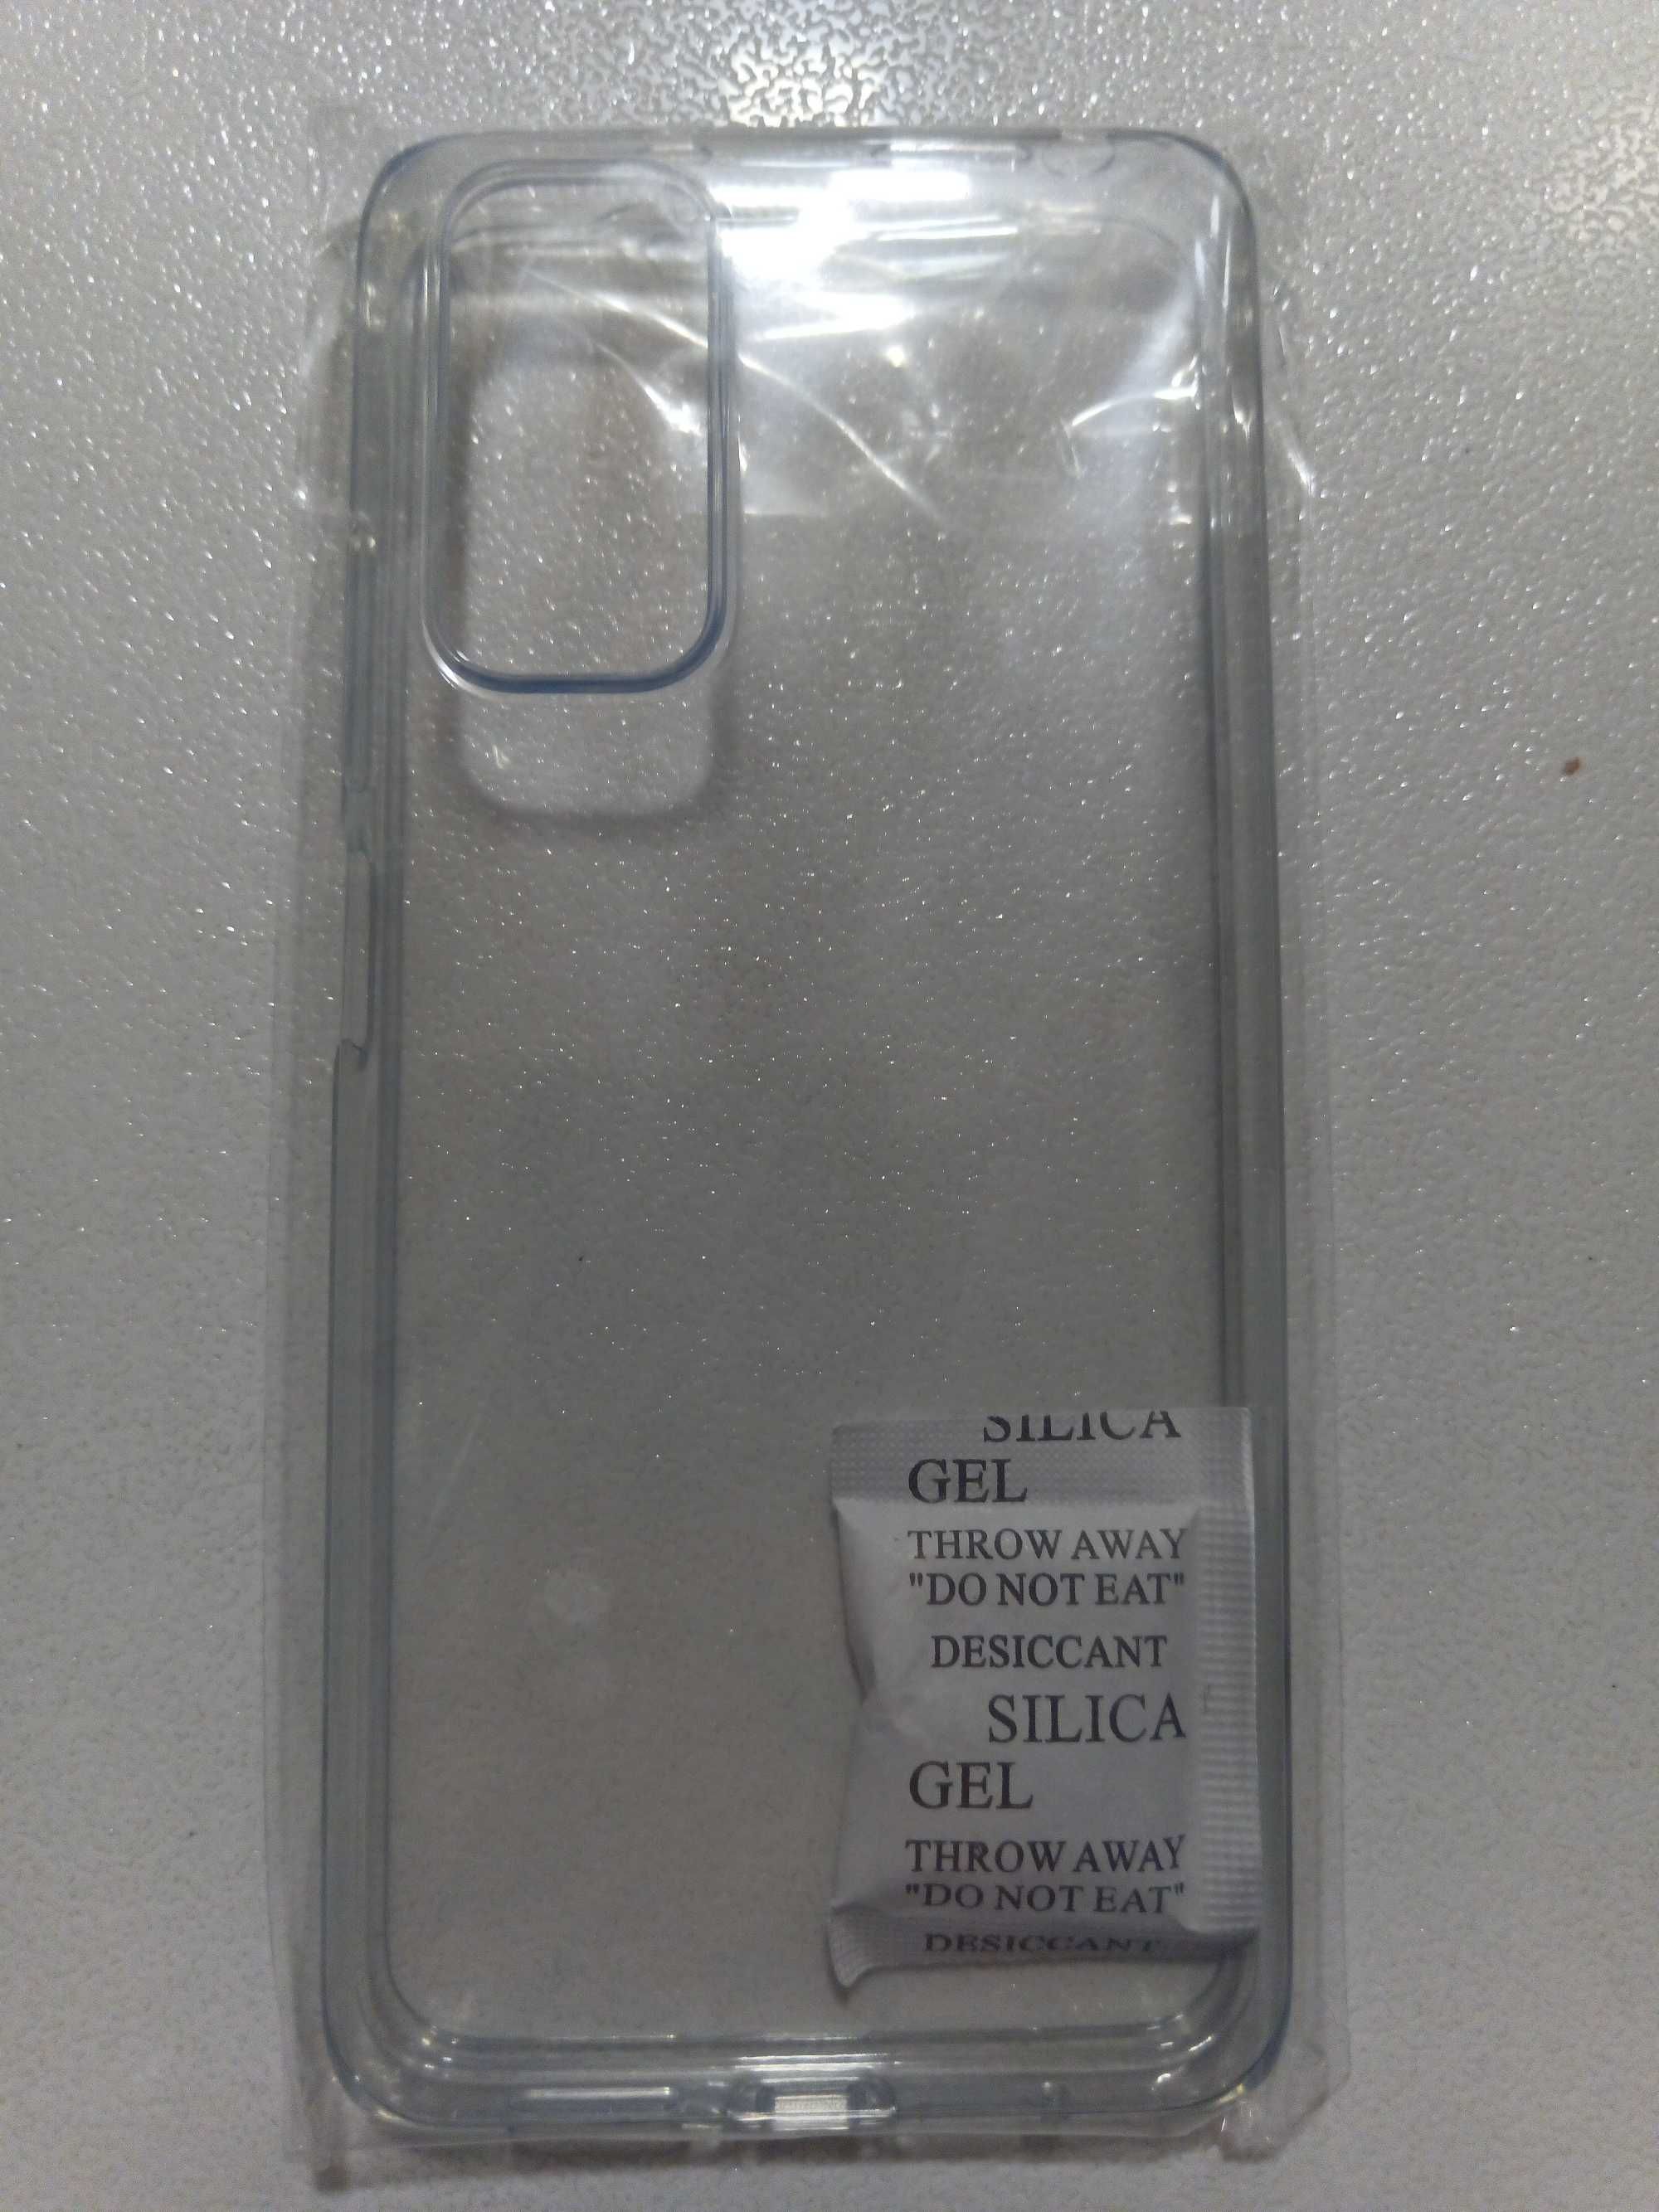 SILICA
GEL
THROW AWAY
"DO NOT EAT"
DESICCANT
SILICA
GEL
THROW AWAY
"DO NOT EAT"
DESICCANT